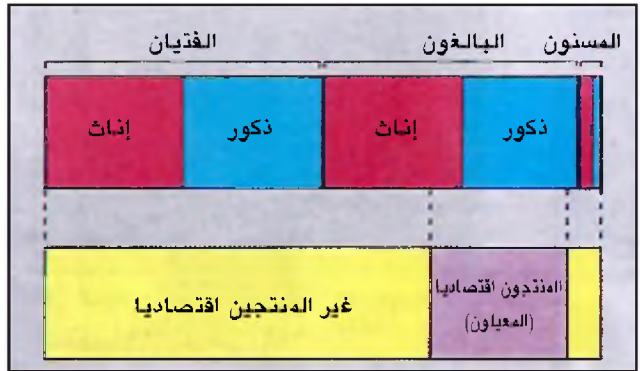 المسنون البالغون الفتيان
ذكور إناث ذكور إناث
المنتجون اقتصاديا
(المعيلون)
غير المنتجين اقتصاديا